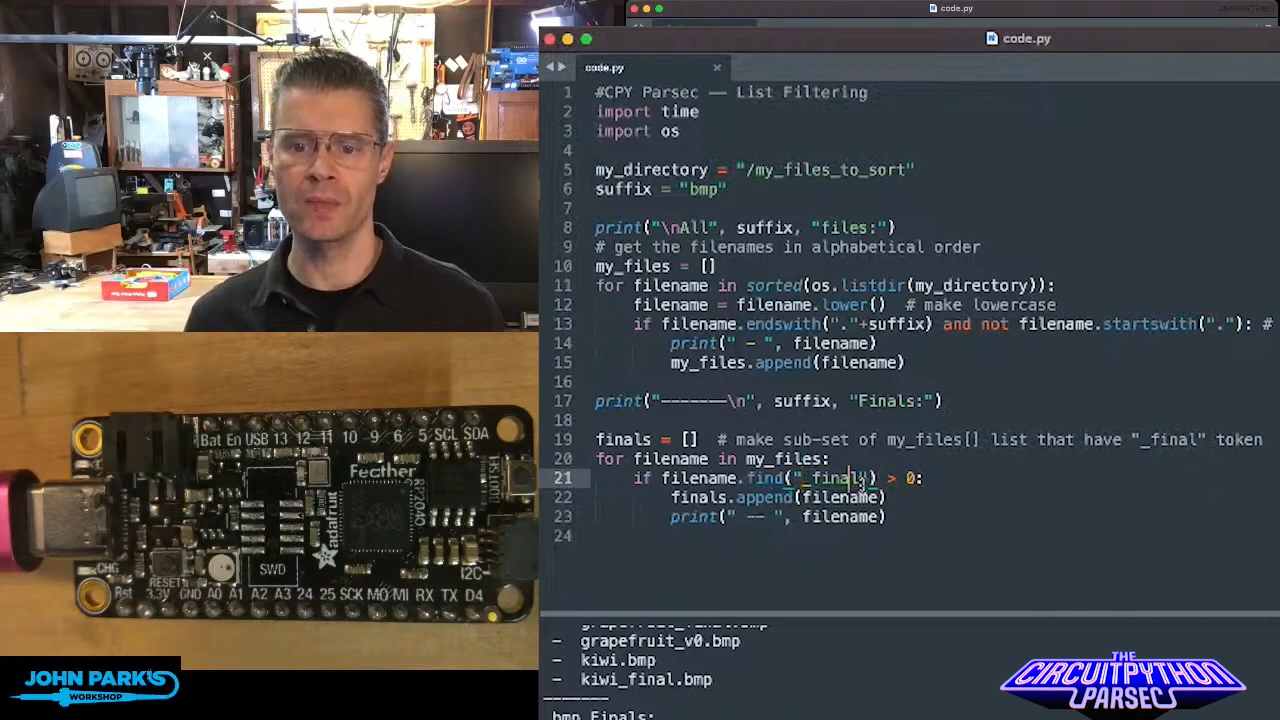 code.py
code.py
code.py
1 #CPY Parsec — List Filtering
2 import time
3 import os
4
5 my_directory = "/my_files_to_sort"
6 suffix = "bmp"
7
8 print("\nAll", suffix, "files:")
9 # get the filenames in alphabetical order
10 my_files = []
11 for filename in sorted(os.listdir(my_directory)):
12 filename = filename.lower()  # make lowercase
13 if filename.endswith("."+suffix) and not filename.startswith("."): #
14 print(" - ", filename)
15 my_files.append(filename)
16
17 print("———————\n", suffix, "Finals:")
18
19 finals = []  # make sub-set of my_files[] list that have "_final" token
20 for filename in my_files:
21 if filename.find("_final") > 0:
22 finals.append(filename)
23 print(" —— ", filename)
24
grapefruit_final.bmp
- grapefruit_v0.bmp
- kiwi.bmp
- kiwi_final.bmp
———————
bmp Finals:
Bat En USB 13 12 11 10 9 6 5 SCL SDA
Feather
RP2040
BOOTSEL
adafruit
CHG
RESET
SWD
I2C
Rst 3.3V GND A0 A1 A2 A3 24 25 SCK MO MI RX TX D4
JOHN PARK'S
WORKSHOP
THE
CIRCUITPYTHON
PARSEC